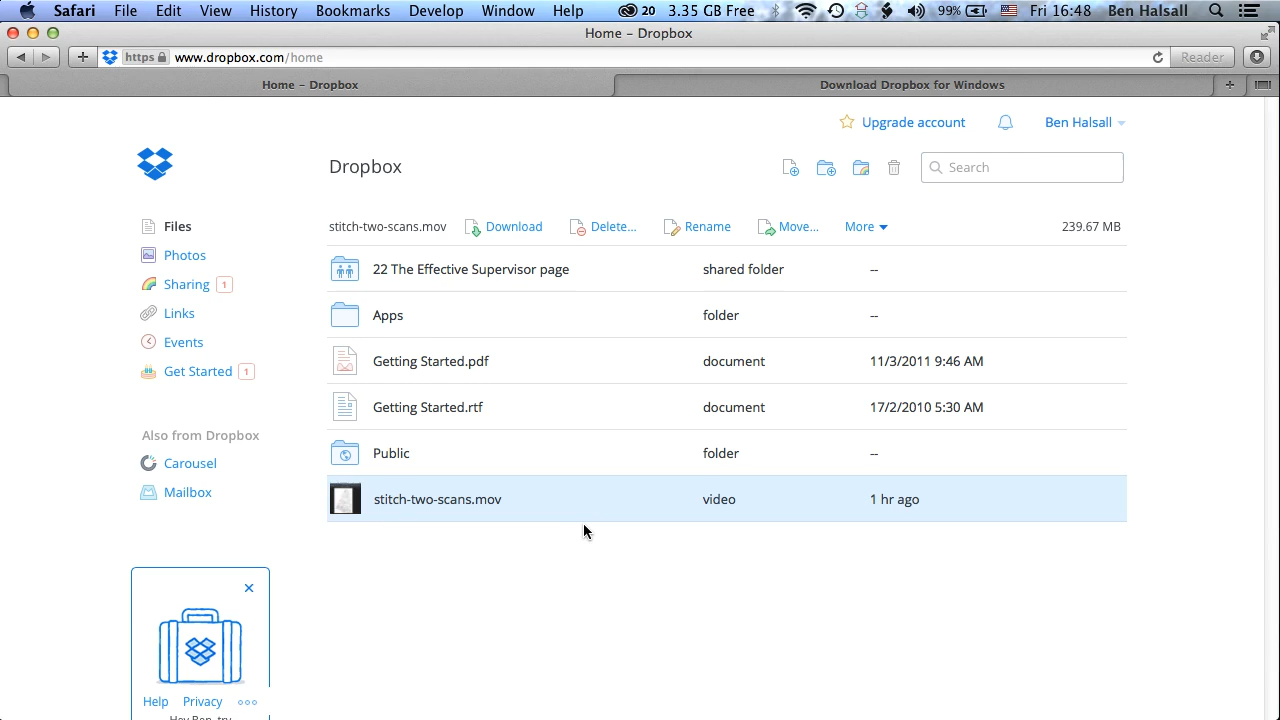 Safari File Edit View History Bookmarks Develop Window Help 20 3.35 GB Free 99% Fri 16:48 Ben Halsall
Home – Dropbox
https www.dropbox.com/home Reader
Home – Dropbox Download Dropbox for Windows
Upgrade account Ben Halsall
Dropbox Search
Files
Photos
Sharing 1
Links
Events
Get Started 1
Also from Dropbox
Carousel
Mailbox
stitch-two-scans.mov Download Delete... Rename Move... More 239.67 MB
22 The Effective Supervisor page shared folder --
Apps folder --
Getting Started.pdf document 11/3/2011 9:46 AM
Getting Started.rtf document 17/2/2010 5:30 AM
Public folder --
stitch-two-scans.mov video 1 hr ago
Help Privacy
Hey Ben, try